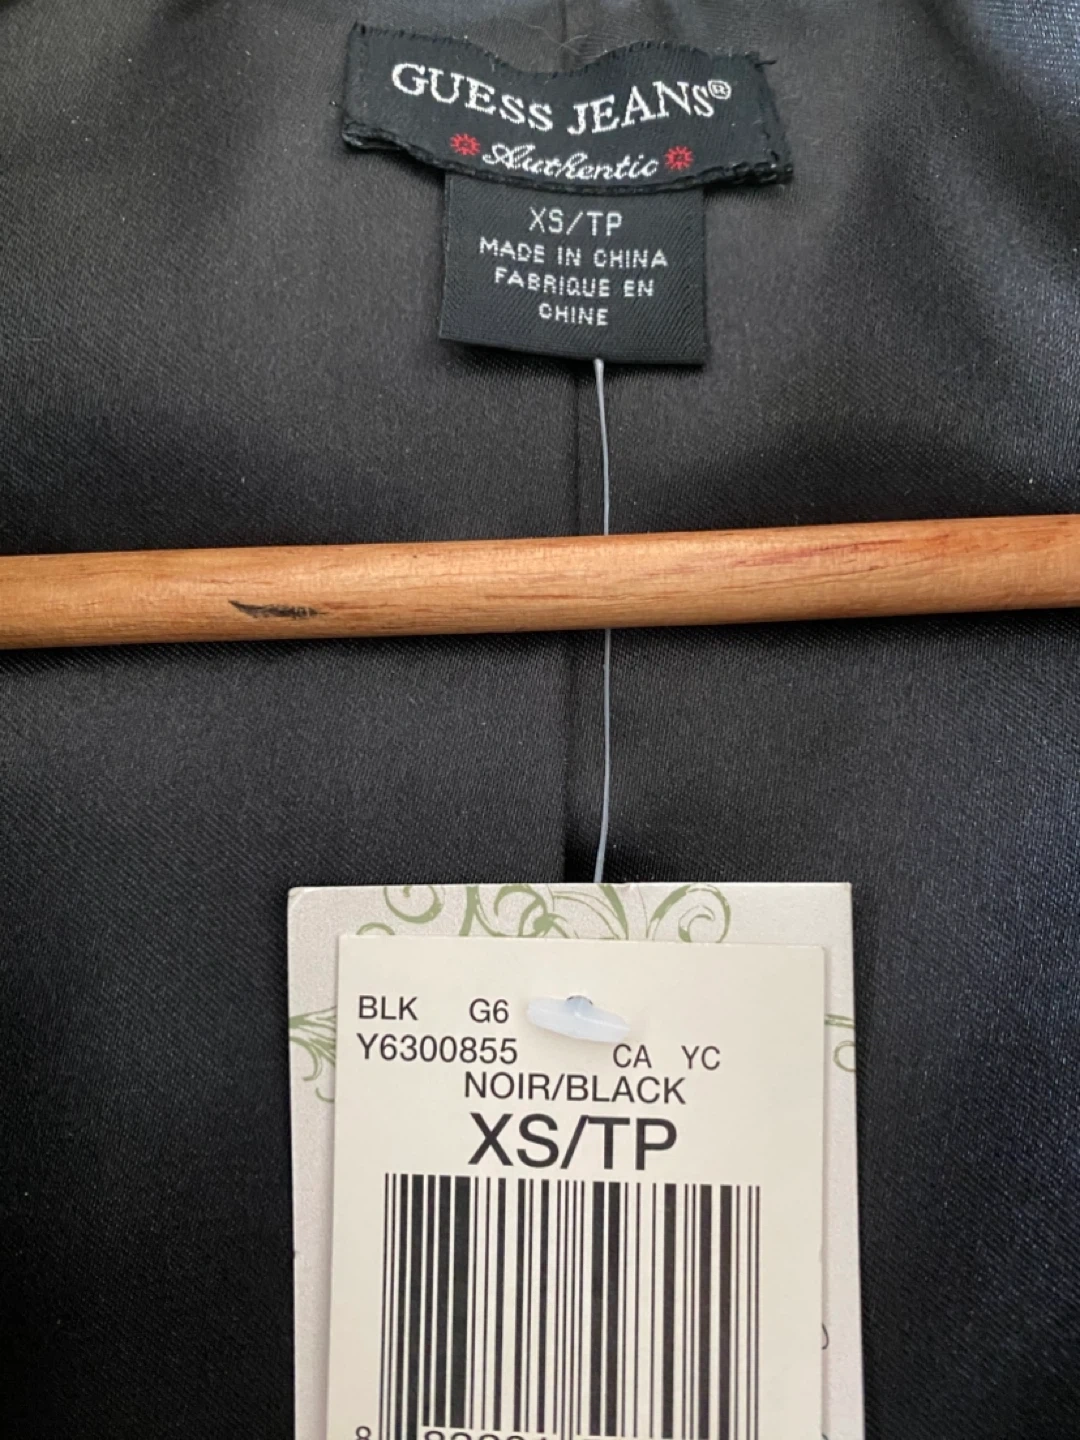 GUESS JEANS®
Authentic
XS/TP
MADE IN CHINA
FABRIQUE EN
CHINE
BLK G6
Y6300855 CA YC
NOIR/BLACK
XS/TP
8